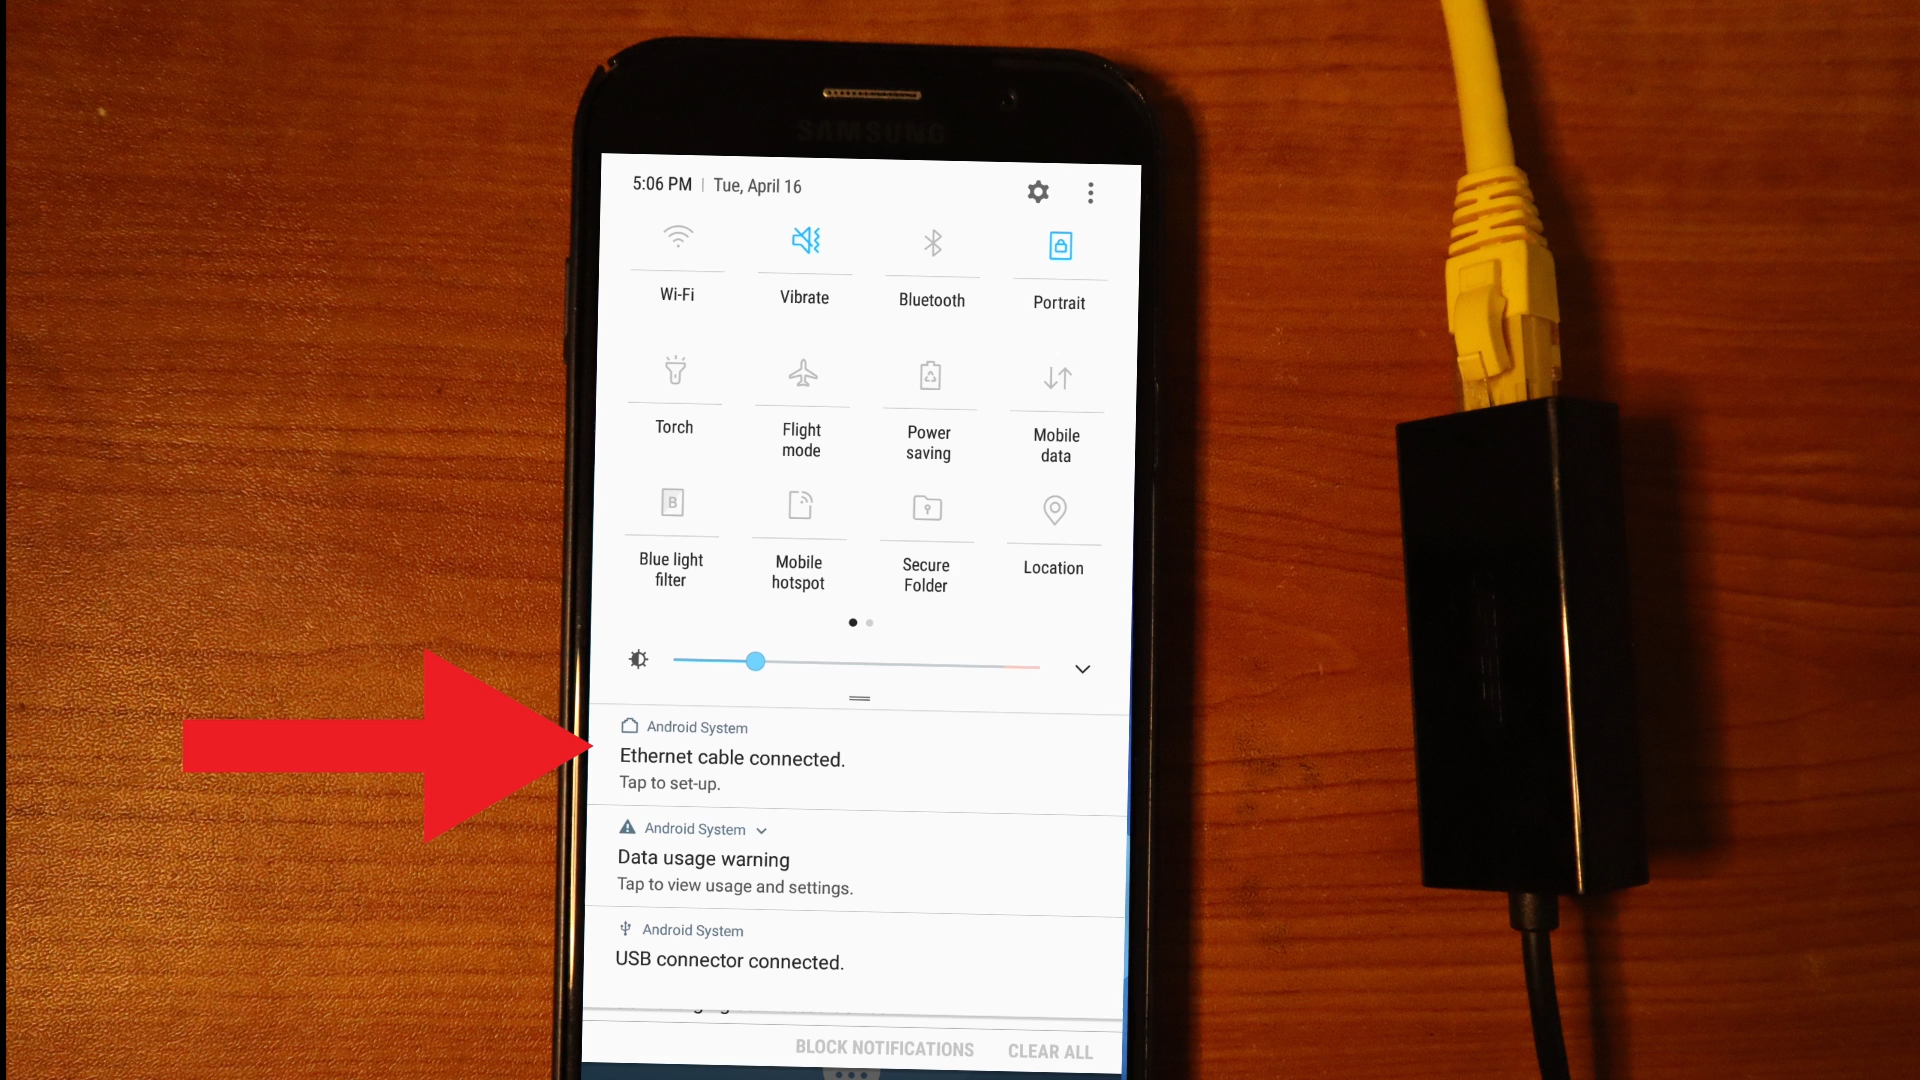 SAMSUNG
5:06 PM | Tue, April 16
Wi-Fi
Vibrate
Bluetooth
Portrait
Torch
Flight
mode
Power
saving
Mobile
data
B
Blue light
filter
Mobile
hotspot
Secure
Folder
Location
Android System
Ethernet cable connected.
Tap to set-up.
Android System
Data usage warning
Tap to view usage and settings.
Android System
USB connector connected.
BLOCK NOTIFICATIONS
CLEAR ALL